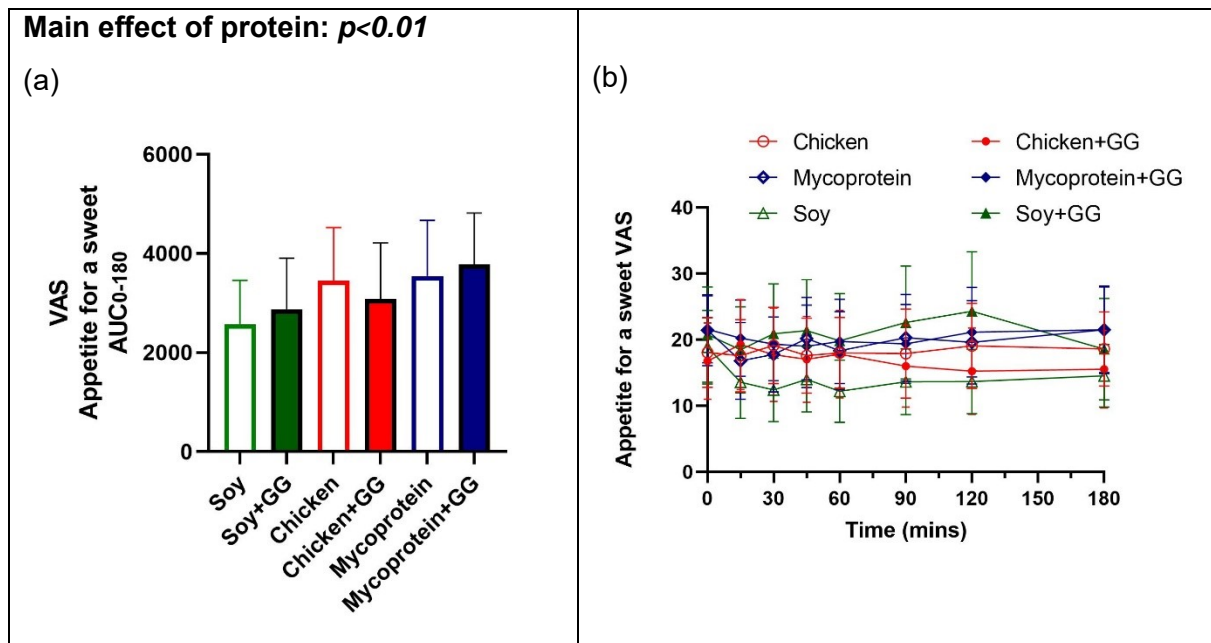 Main effect of protein: p<0.01
(a)
VAS
Appetite for a sweet
AUC0-180
6000
4000
2000
0
Soy
Soy+GG
Chicken
Chicken+GG
Mycoprotein
Mycoprotein+GG
(b)
Chicken
Chicken+GG
Mycoprotein
Mycoprotein+GG
Soy
Soy+GG
Appetite for a sweet VAS
40
30
20
10
0
0 30 60 90 120 150 180
Time (mins)